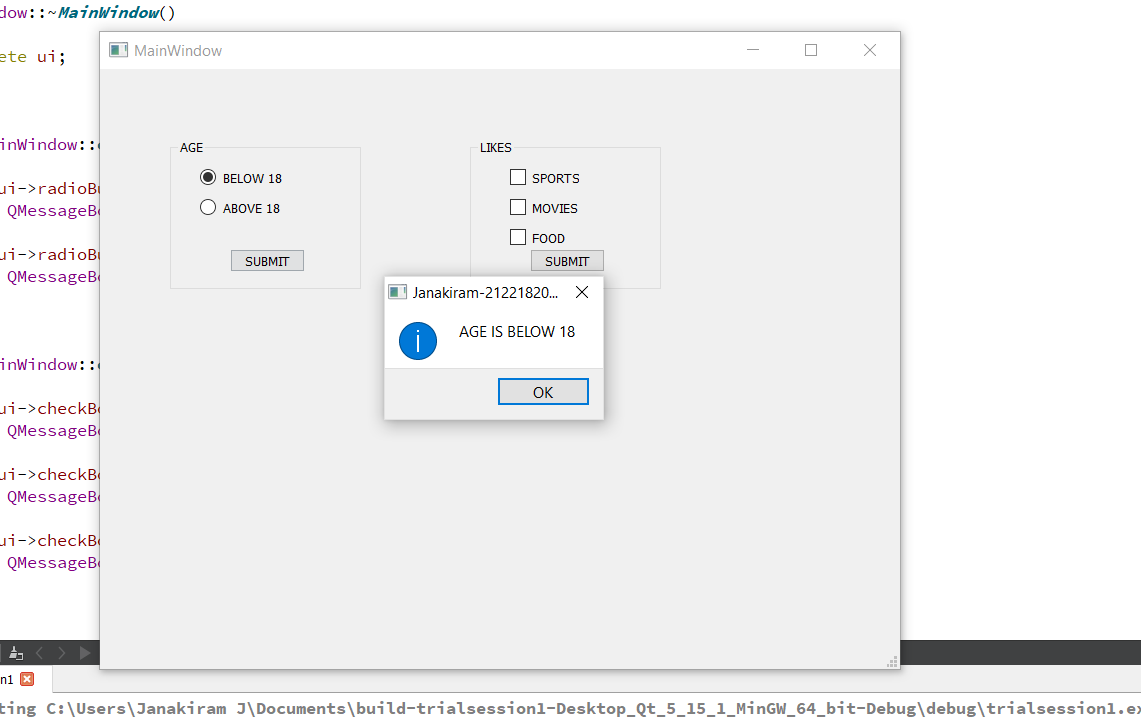 dow::~MainWindow()
ete ui;
MainWindow
inWindow::
ui->radioBu
QMessageBo
ui->radioBu
QMessageBo
inWindow::
ui->checkBo
QMessageBo
ui->checkBo
QMessageBo
ui->checkBo
QMessageBo
AGE
BELOW 18
ABOVE 18
SUBMIT
LIKES
SPORTS
MOVIES
FOOD
SUBMIT
Janakiram-21221820...
AGE IS BELOW 18
OK
n1
ting C:\Users\Janakiram J\Documents\build-trialsession1-Desktop_Qt_5_15_1_MinGW_64_bit-Debug\debug\trialsession1.ex